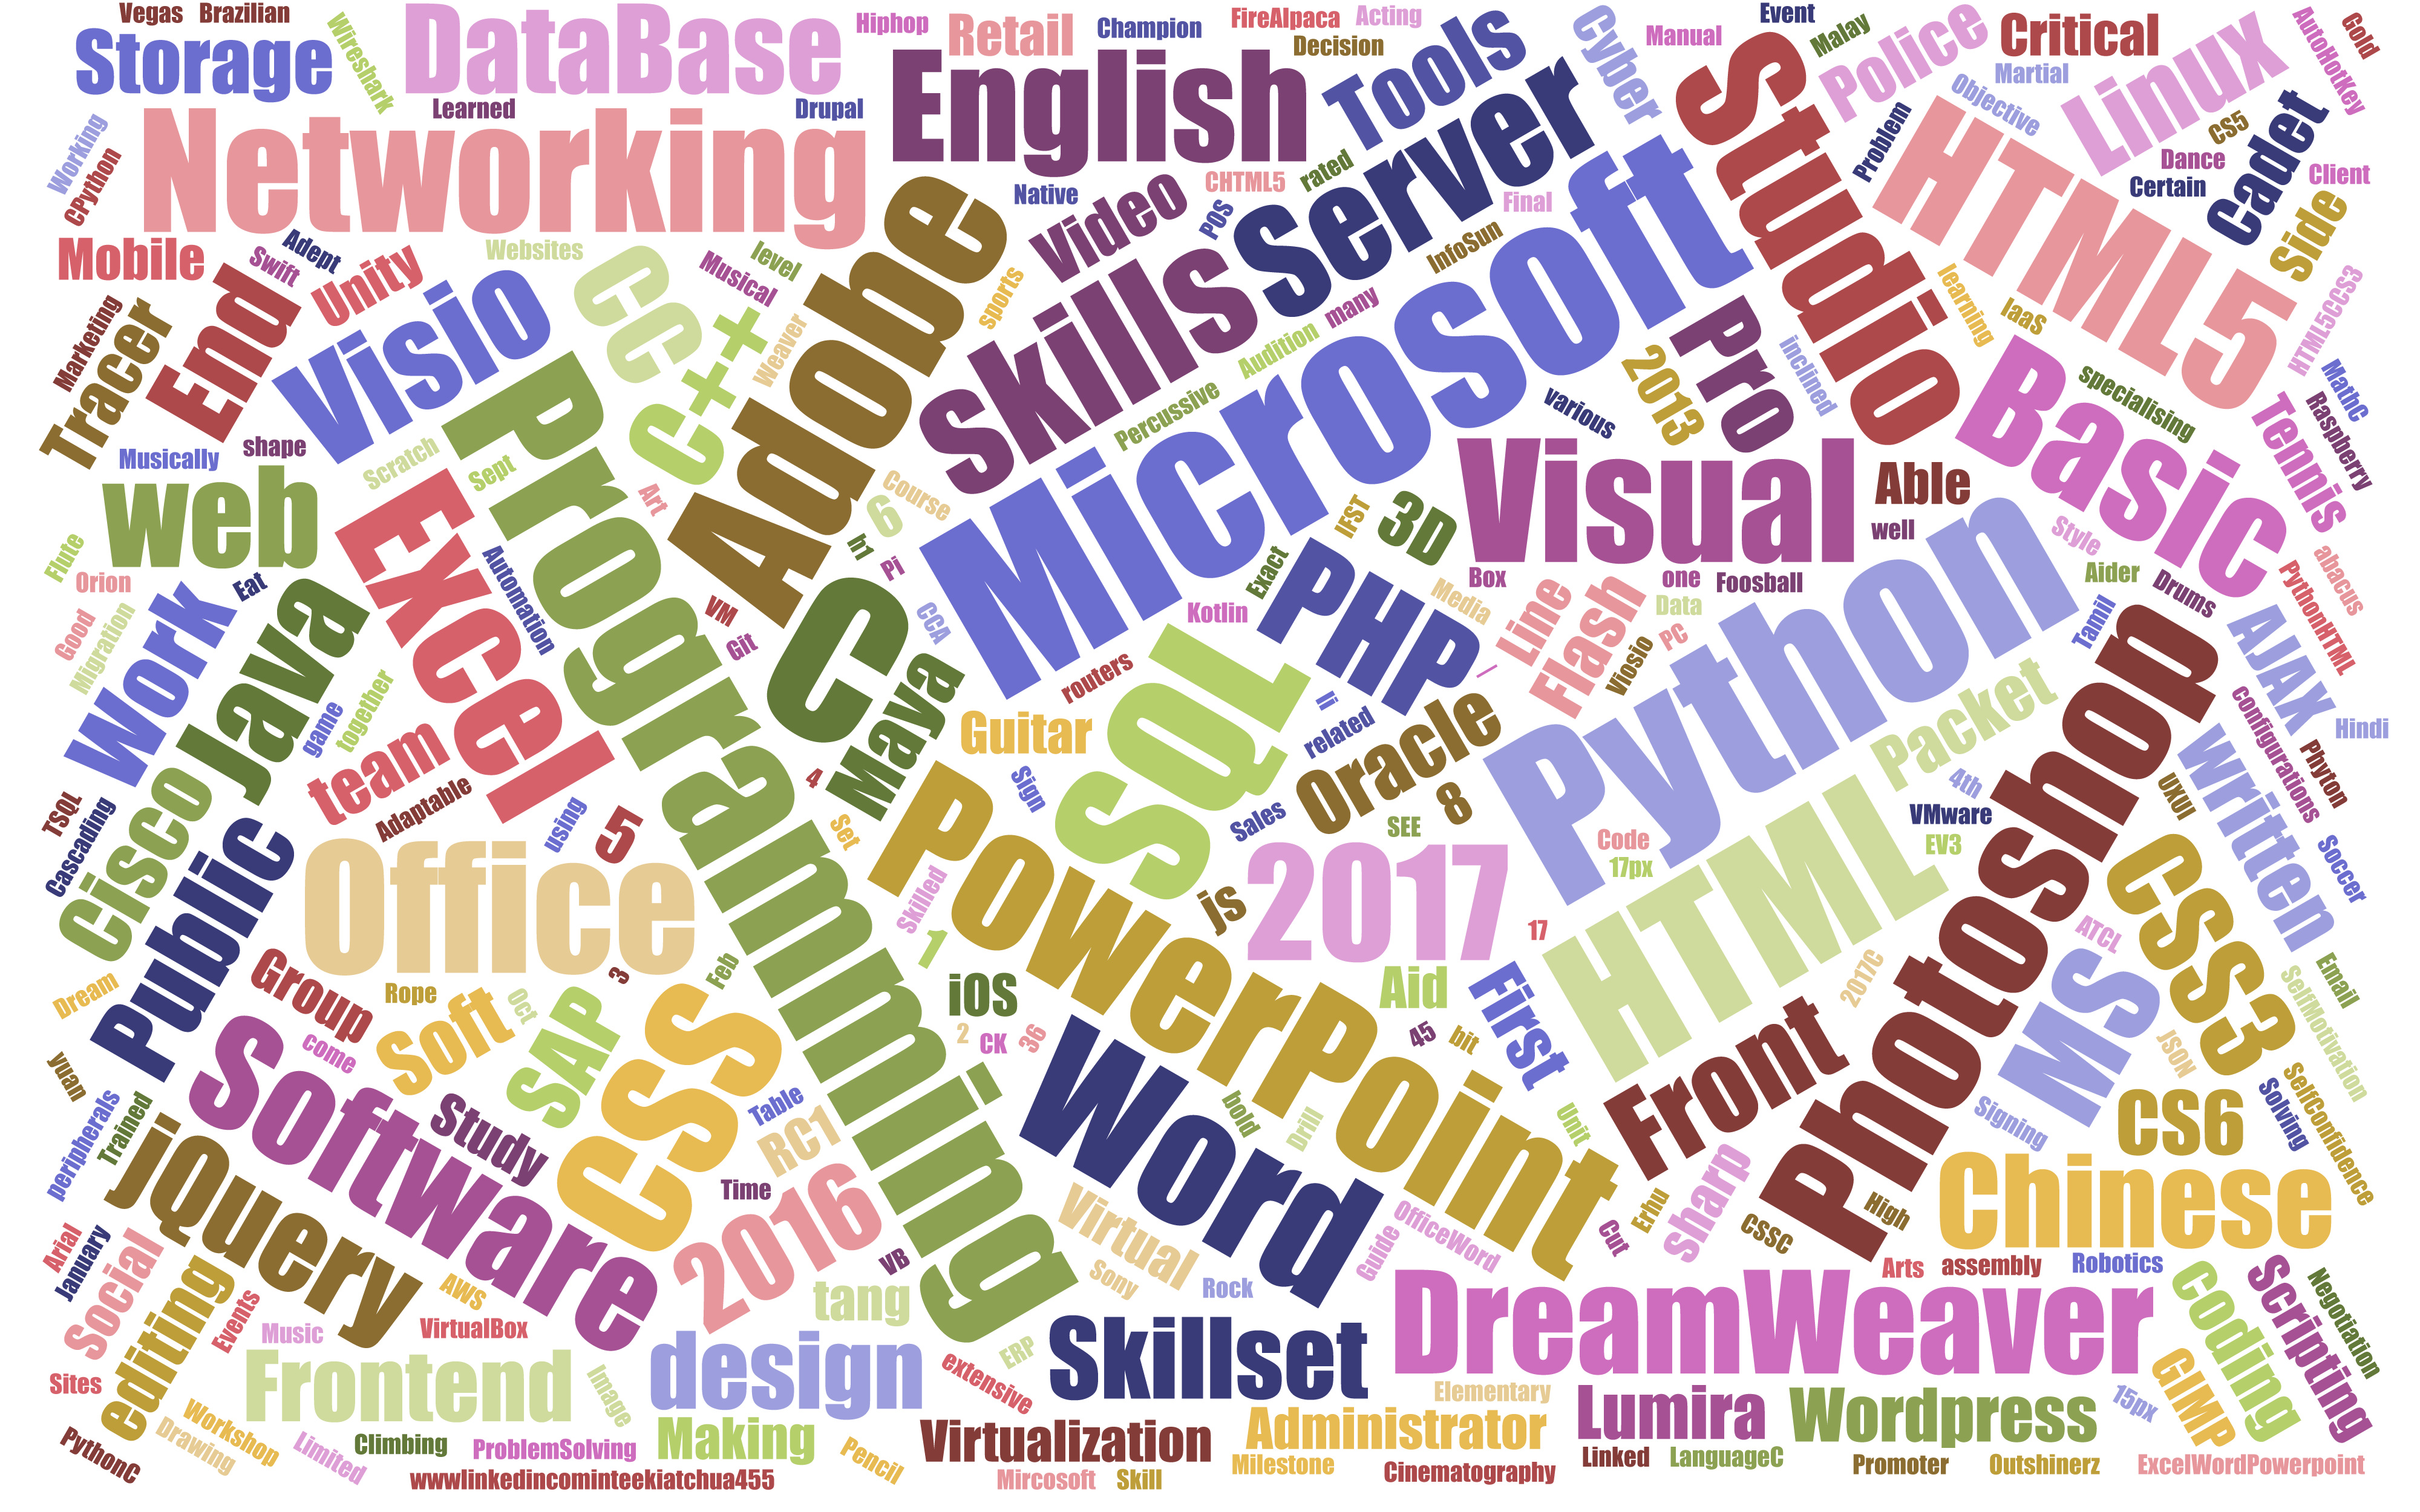 Vegas
Brazilian
Storage
Wireshark
DataBase
Hiphop
Retail
Champion
FireAlpaca
Acting
Decision
Tools
Cyber
Manual
Event
Malay
Police
Critical
Martial
Objective
Linux
AutoHotKey
Gold
Learned
Drupal
English
Networking
Working
CPython
Native
CHTML5
rated
Server
Studio
Problem
HTML5
CS5
Dance
Certain
Cadet
Client
Side
Video
POS
Final
InfoSun
Mobile
Swift
Adept
Unity
Websites
CC
level
Musical
Adobe
sports
skills
Microsoft
many
Audition
Percussive
2013
Pro
inclined
learning
IaaS
HTML5CCS3
MathC
Marketing
Tracer
End
Visio
C++
Weaver
various
Basic
specialising
Tennis
Raspberry
Musically
shape
Scratch
Sept
Programming
Art
Course
6
Visual
Able
well
Style
web
Excel
Automation
h1
Pi
IFST
3D
Exact
PHP
Box
one
Foosball
Data
Media
Line
Flash
Python
Aider
Drums
abacus
PythonHTML
Flute
Orion
Eat
Good
Migration
Work
Java
VM
Git
C
CCA
Kotlin
Viosio
PC
Tamil
AJAX
together
game
routers
SQL
ii
related
Maya
Guitar
Oracle
Packet
Photoshop
configurations
Hindi
team
Adaptable
using
5
4
Set
Sign
Sales
SEE
8
Code
17px
4th
VMware
EV3
UXUI
written
Phyton
Soccer
TSQL
Cascading
Cisco
Public
Office
PowerPoint
Skilled
1
js
2017
17
HTML
CSS3
ATCL
Group
3
Feb
Dream
Rope
soft
Oct
SAP
CSS
iOS
2
CK
36
Aid
45
bit
First
2017C
MS
JSON
Email
SelfMotivation
yuan
come
Software
Word
Front
peripherals
Trained
Study
Table
RC1
bold
Drill
Unit
Signing
CS6
Solving
SelfConfidence
jQuery
Time
2016
Virtual
Sony
Rock
Guide
OfficeWord
Cut
Erhu
sharp
CSSC
High
Chinese
Arial
January
Social
VB
tang
Arts
assembly
Robotics
editing
Events
Music
AWS
VirtualBox
ERP
extensive
Skillset
DreamWeaver
Coding
Scripting
Negotiation
Sites
Frontend
Image
design
Elementary
Lumira
Wordpress
15px
GIMP
Workshop
Drawing
Limited
Climbing
ProblemSolving
Making
Pencil
Virtualization
Administrator
Milestone
Linked
LanguageC
PythonC
wwwlinkedincominteekiatchua455
Mircosoft
Skill
Cinematography
Promoter
Outshinerz
ExcelWordPowerpoint